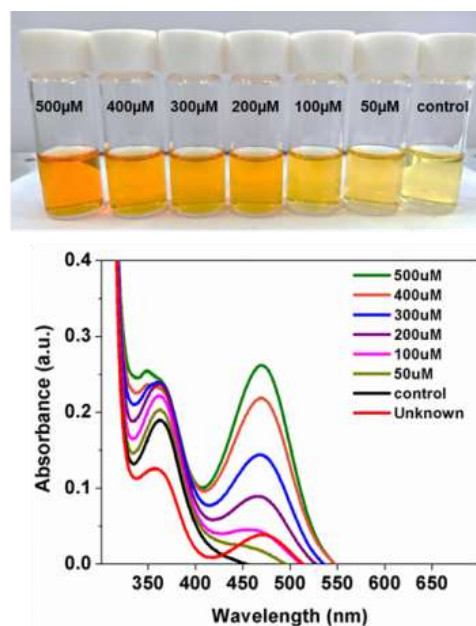 500μM 400μM 300μM 200μM 100μM 50μM control
0.4
0.3
0.2
0.1
0.0
Absorbance (a.u.)
500uM
400uM
300uM
200uM
100uM
50uM
control
Unknown
350 400 450 500 550 600 650
Wavelength (nm)